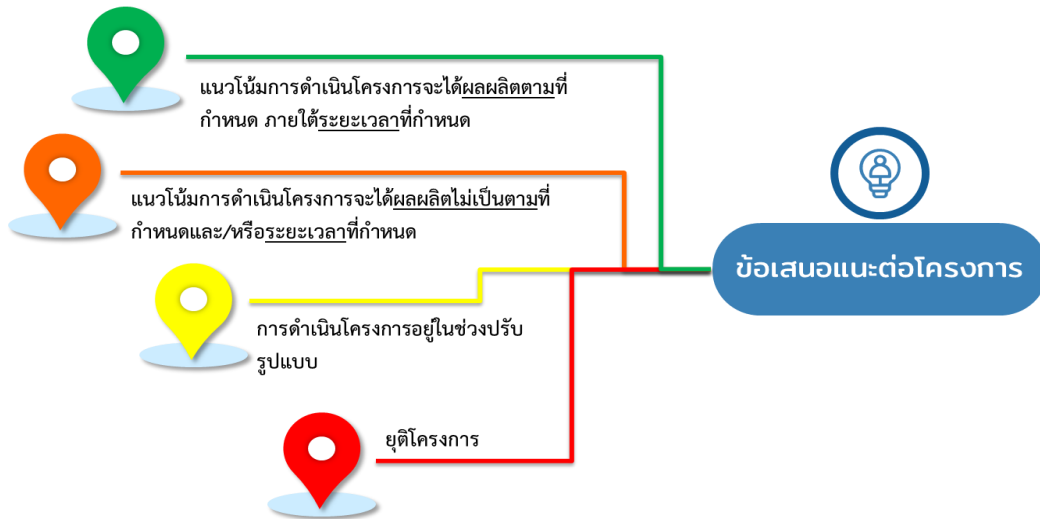 แนวโน้มการดำเนินโครงการจะได้ผลผลิตตามที่
กำหนด ภายใต้ระยะเวลาที่กำหนด
แนวโน้มการดำเนินโครงการจะได้ผลผลิตไม่เป็นตามที่
กำหนดและ/หรือระยะเวลาที่กำหนด
ข้อเสนอแนะต่อโครงการ
การดำเนินโครงการอยู่ในช่วงปรับ
รูปแบบ
ยุติโครงการ